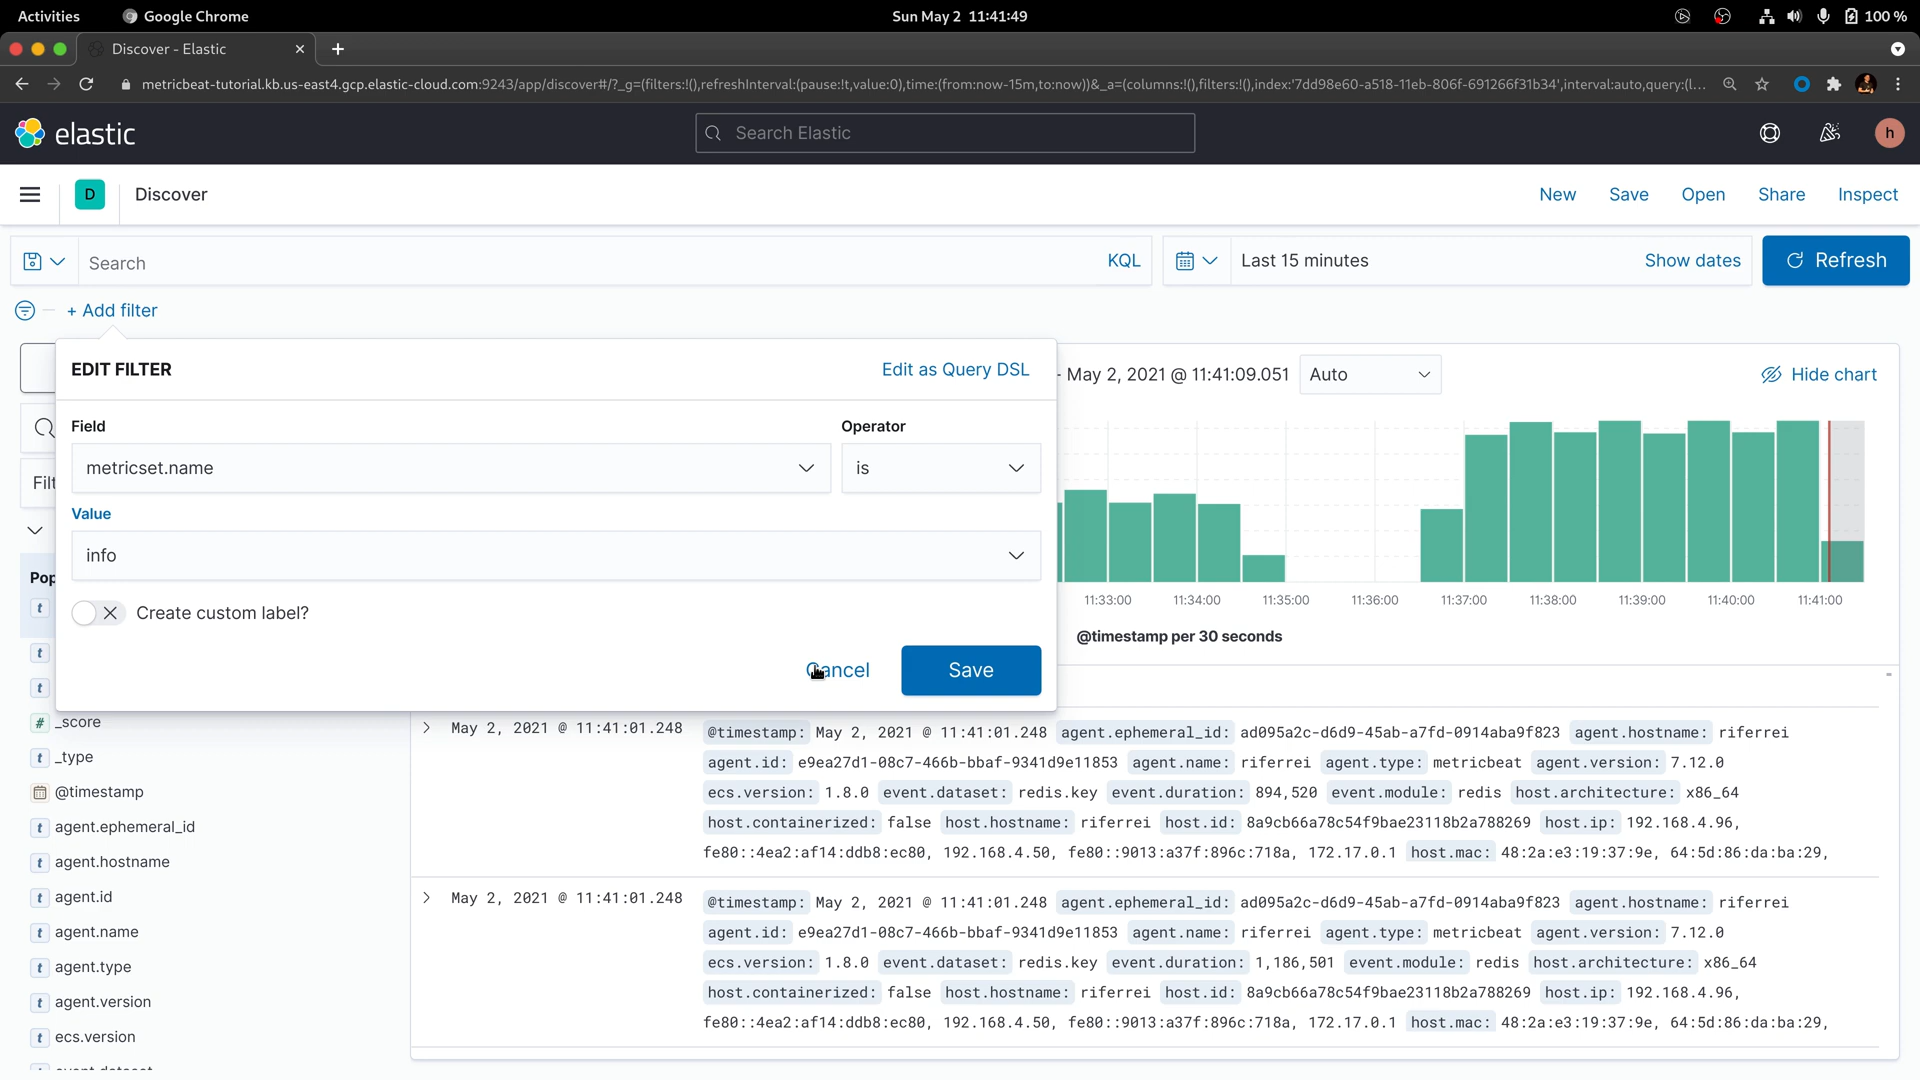 Activities Google Chrome Sun May 2 11:41:49 100 %
Discover - Elastic
metricbeat-tutorial.kb.us-east4.gcp.elastic-cloud.com:9243/app/discover#/?_g=(filters:!(),refreshInterval:(pause:!t,value:0),time:(from:now-15m,to:now))&_a=(columns:!(),filters:!(),index:'7dd98e60-a518-11eb-806f-691266f31b34',interval:auto,query:(l...
elastic Search Elastic h
D Discover New Save Open Share Inspect
Search KQL Last 15 minutes Show dates Refresh
+ Add filter
EDIT FILTER Edit as Query DSL
- May 2, 2021 @ 11:41:09.051 Auto Hide chart
Field Operator
metricset.name is
Filt
Value
info
Pop
11:33:00 11:34:00 11:35:00 11:36:00 11:37:00 11:38:00 11:39:00 11:40:00 11:41:00
t Create custom label?
@timestamp per 30 seconds
t
Cancel Save
t
# _score
t _type
@timestamp
t agent.ephemeral_id
t agent.hostname
t agent.id
t agent.name
t agent.type
t agent.version
t ecs.version
May 2, 2021 @ 11:41:01.248 @timestamp: May 2, 2021 @ 11:41:01.248 agent.ephemeral_id: ad095a2c-d6d9-45ab-a7fd-0914aba9f823 agent.hostname: riferrei
agent.id: e9ea27d1-08c7-466b-bbaf-9341d9e11853 agent.name: riferrei agent.type: metricbeat agent.version: 7.12.0
ecs.version: 1.8.0 event.dataset: redis.key event.duration: 894,520 event.module: redis host.architecture: x86_64
host.containerized: false host.hostname: riferrei host.id: 8a9cb66a78c54f9bae23118b2a788269 host.ip: 192.168.4.96,
fe80::4ea2:af14:ddb8:ec80, 192.168.4.50, fe80::9013:a37f:896c:718a, 172.17.0.1 host.mac: 48:2a:e3:19:37:9e, 64:5d:86:da:ba:29,
May 2, 2021 @ 11:41:01.248 @timestamp: May 2, 2021 @ 11:41:01.248 agent.ephemeral_id: ad095a2c-d6d9-45ab-a7fd-0914aba9f823 agent.hostname: riferrei
agent.id: e9ea27d1-08c7-466b-bbaf-9341d9e11853 agent.name: riferrei agent.type: metricbeat agent.version: 7.12.0
ecs.version: 1.8.0 event.dataset: redis.key event.duration: 1,186,501 event.module: redis host.architecture: x86_64
host.containerized: false host.hostname: riferrei host.id: 8a9cb66a78c54f9bae23118b2a788269 host.ip: 192.168.4.96,
fe80::4ea2:af14:ddb8:ec80, 192.168.4.50, fe80::9013:a37f:896c:718a, 172.17.0.1 host.mac: 48:2a:e3:19:37:9e, 64:5d:86:da:ba:29,